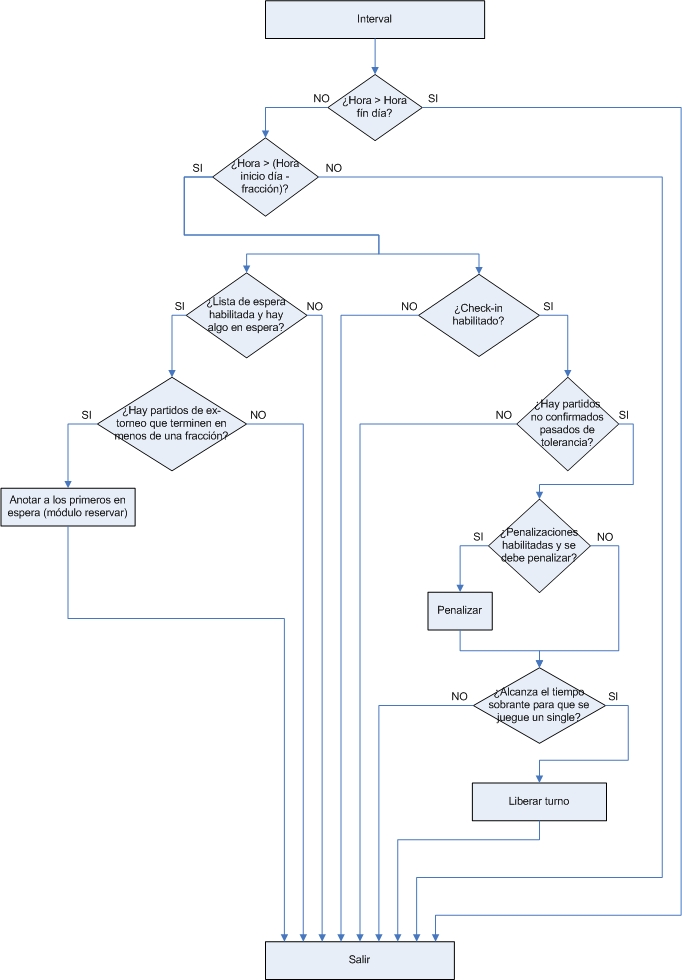 Interval
NO
¿Hora > Hora
fín día?
SI
SI
¿Hora > (Hora
inicio día -
fracción)?
NO
SI
¿Lista de espera
habilitada y hay
algo en espera?
NO
NO
¿Check-in
habilitado?
SI
SI
¿Hay partidos de ex-
torneo que terminen en
menos de una fracción?
NO
NO
¿Hay partidos
no confirmados
pasados de
tolerancia?
SI
Anotar a los primeros en
espera (módulo reservar)
SI
¿Penalizaciones
habilitadas y se
debe penalizar?
NO
Penalizar
NO
¿Alcanza el tiempo
sobrante para que se
juegue un single?
SI
Liberar turno
Salir